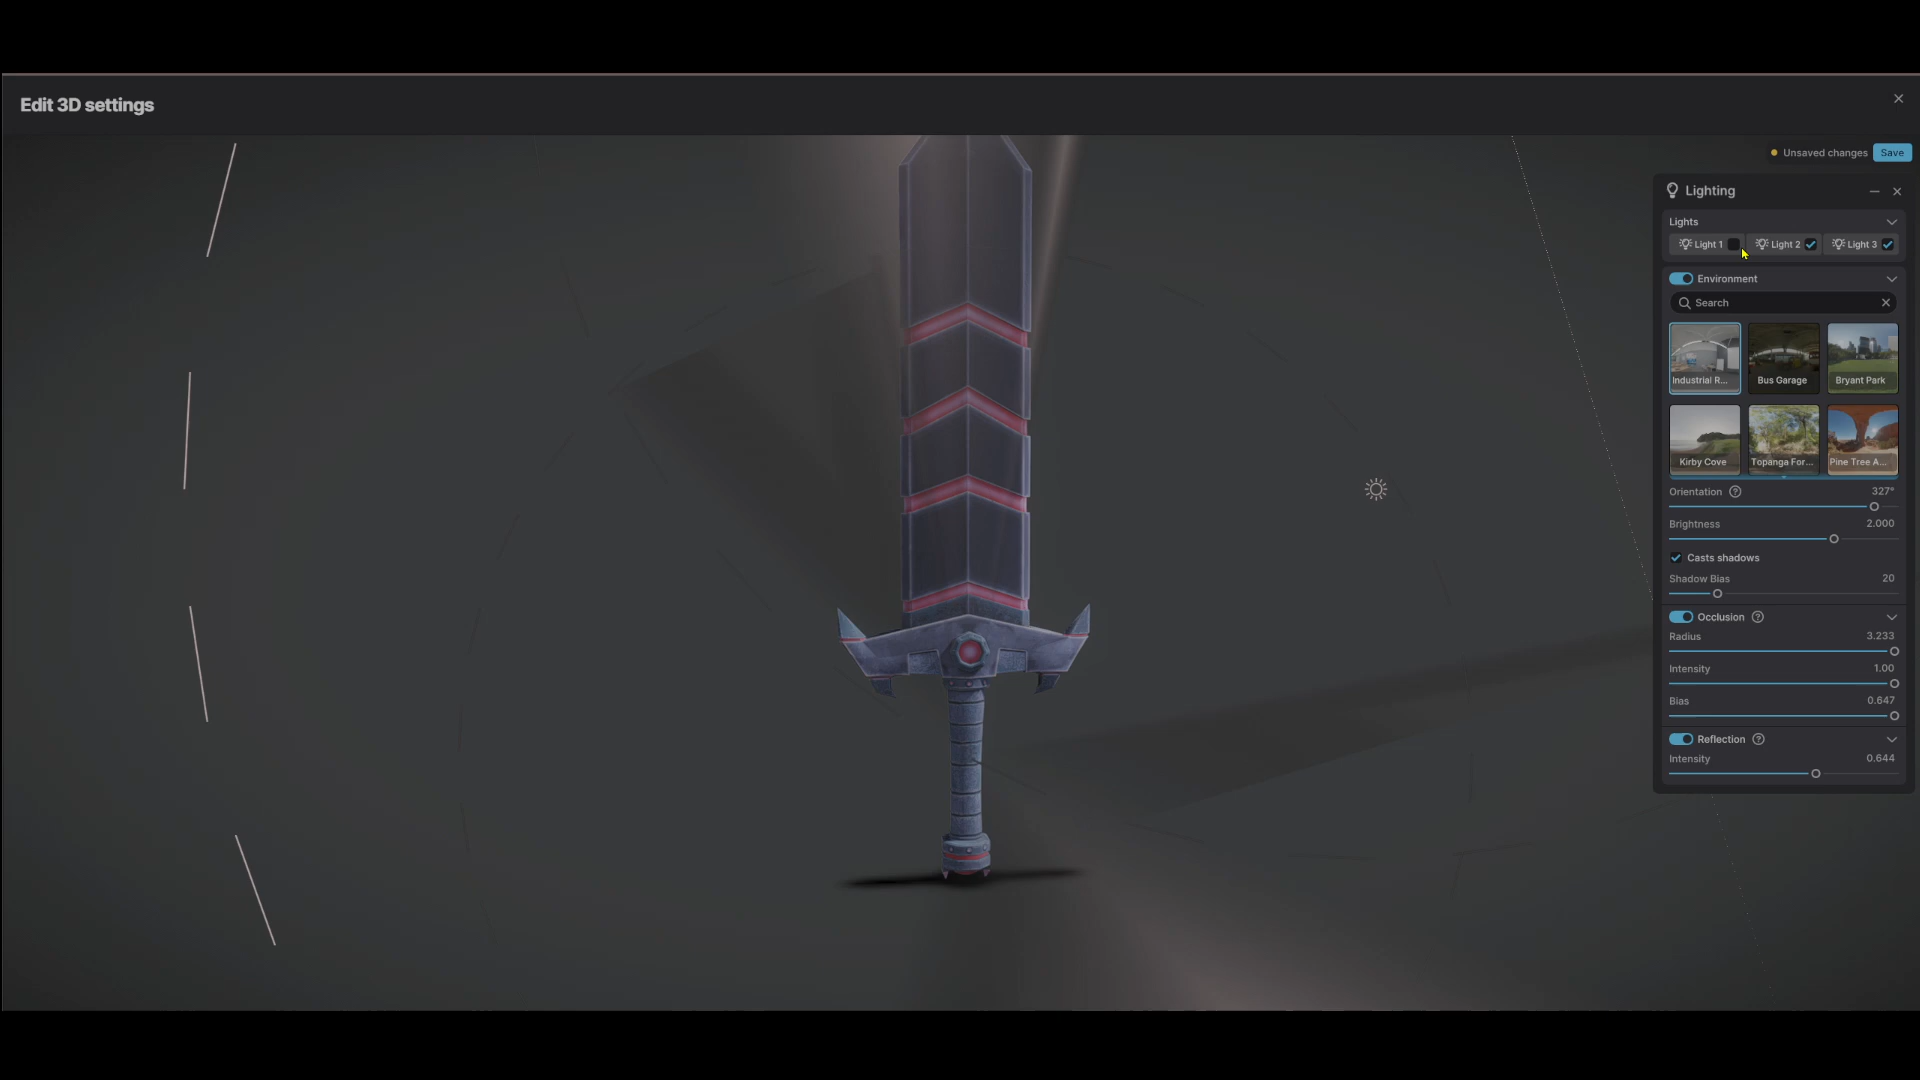 Edit 3D settings
Unsaved changes Save
Lighting
Lights
Light 1 Light 2 Light 3
Environment
Search
Industrial R... Bus Garage Bryant Park
Kirby Cove Topanga For... Pine Tree A...
Orientation 327°
Brightness 2.000
Casts shadows
Shadow Bias 20
Occlusion
Radius 3.233
Intensity 1.00
Bias 0.647
Reflection
Intensity 0.644